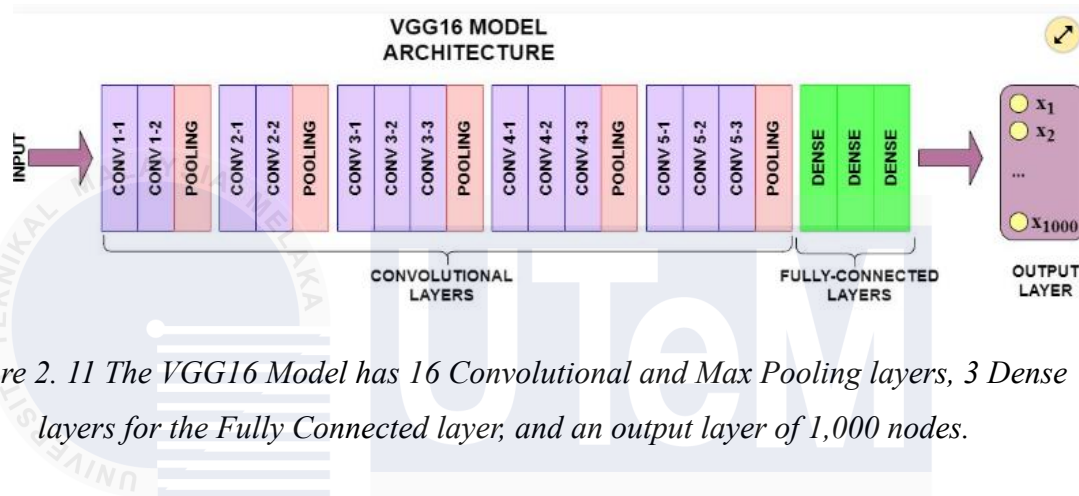 VGG16 MODEL
ARCHITECTURE
INPUT
CONV 1-1
CONV 1-2
POOLING
CONV 2-1
CONV 2-2
POOLING
CONV 3-1
CONV 3-2
CONV 3-3
POOLING
CONV 4-1
CONV 4-2
CONV 4-3
POOLING
CONV 5-1
CONV 5-2
CONV 5-3
POOLING
DENSE
DENSE
DENSE
x1
x2
...
x1000
CONVOLUTIONAL
LAYERS
FULLY-CONNECTED
LAYERS
OUTPUT
LAYER
re 2. 11 The VGG16 Model has 16 Convolutional and Max Pooling layers, 3 Dense
layers for the Fully Connected layer, and an output layer of 1,000 nodes.
UTeM